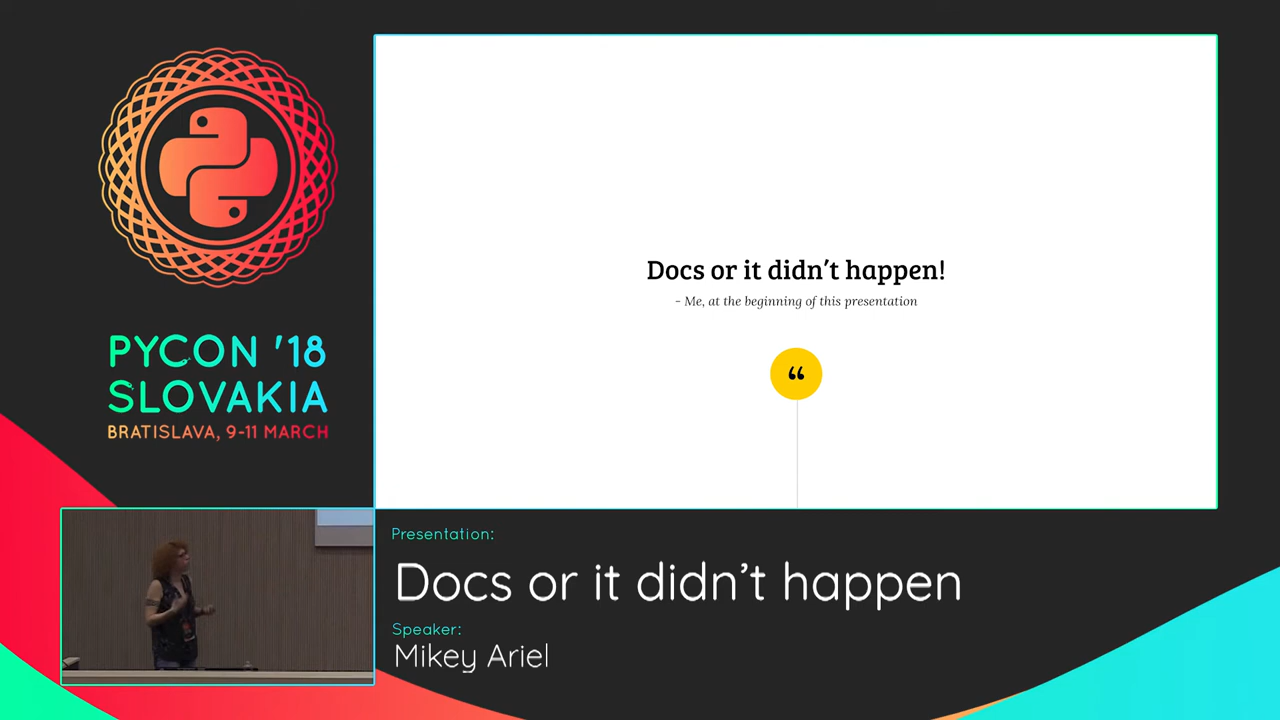 PYCON '18
SLOVAKIA
BRATISLAVA, 9-11 MARCH
Docs or it didn’t happen!
- Me, at the beginning of this presentation
“
Presentation:
Docs or it didn’t happen
Speaker:
Mikey Ariel